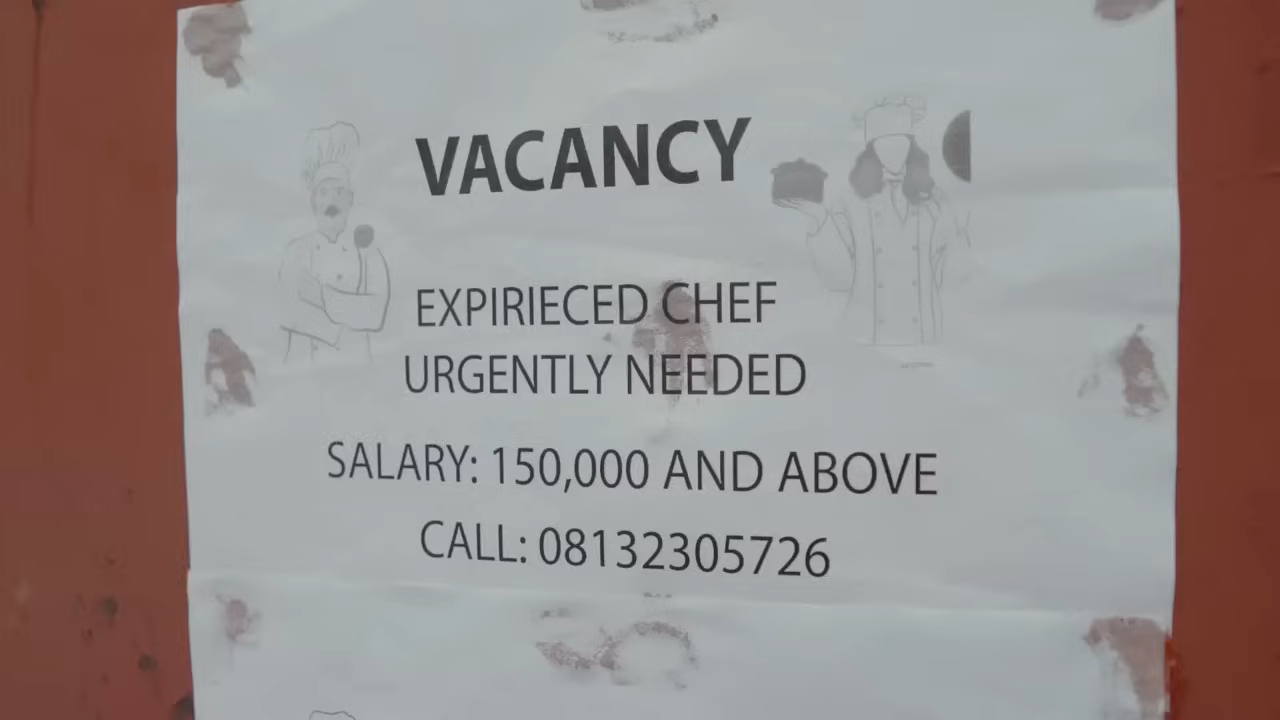 VACANCY
EXPIRIECED CHEF
URGENTLY NEEDED
SALARY: 150,000 AND ABOVE
CALL: 08132305726